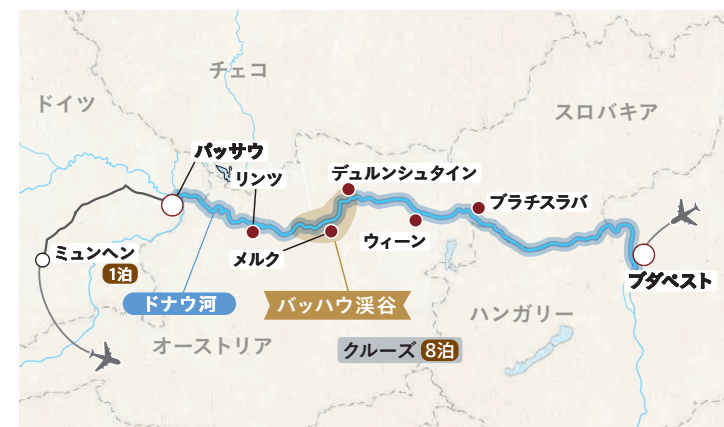 チェコ
ドイツ
スロバキア
パッサウ
リンツ
デュルンシュタイン
ブラチスラバ
ミュンヘン
1泊
メルク
ウィーン
ブダペスト
ドナウ河
バッハウ渓谷
ハンガリー
オーストリア
クルーズ 8泊